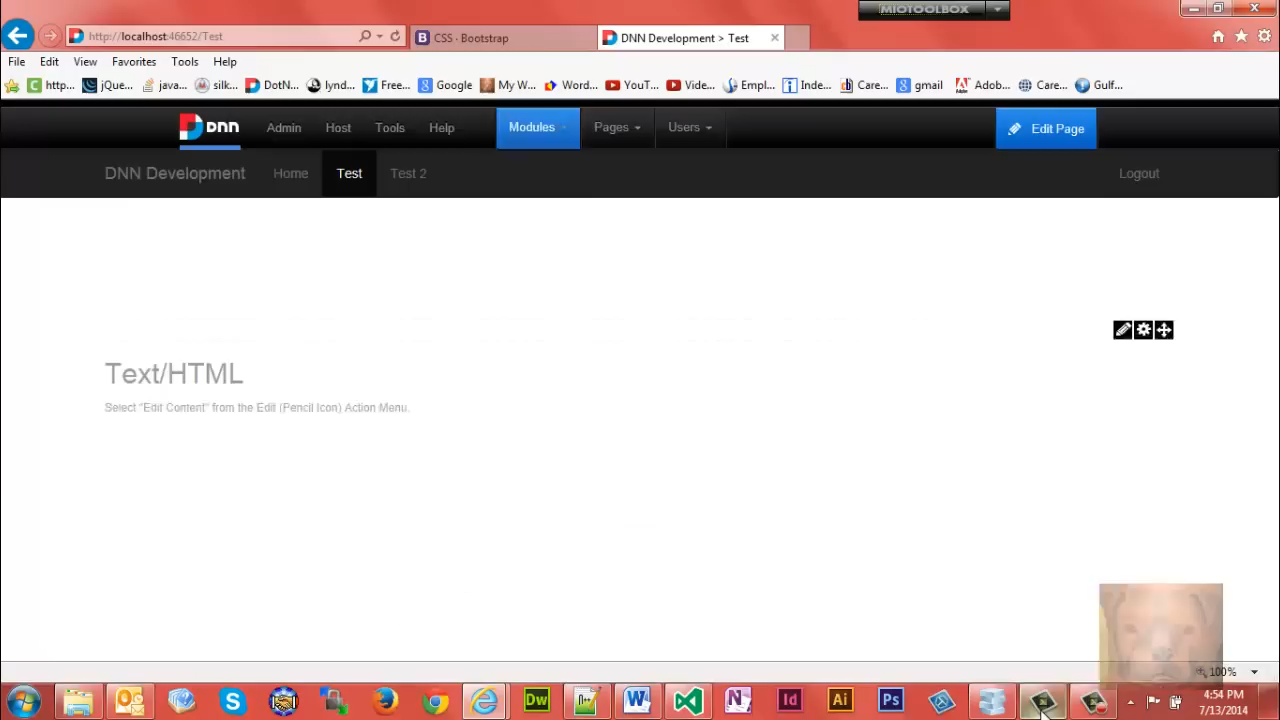 MIOTOOLBOX
http://localhost:46652/Test
CSS · Bootstrap
DNN Development > Test
File Edit View Favorites Tools Help
http... jQue... java... silk... DotN... lynd... Free... Google My W... Word... YouT... Vide... Empl... Inde... Care... gmail Adob... Care... Gulf...
DNN Admin Host Tools Help Modules Pages Users Edit Page
DNN Development Home Test Test 2 Logout
Text/HTML
Select "Edit Content" from the Edit (Pencil Icon) Action Menu.
100%
Dw W N Id Ai Ps
4:54 PM
7/13/2014